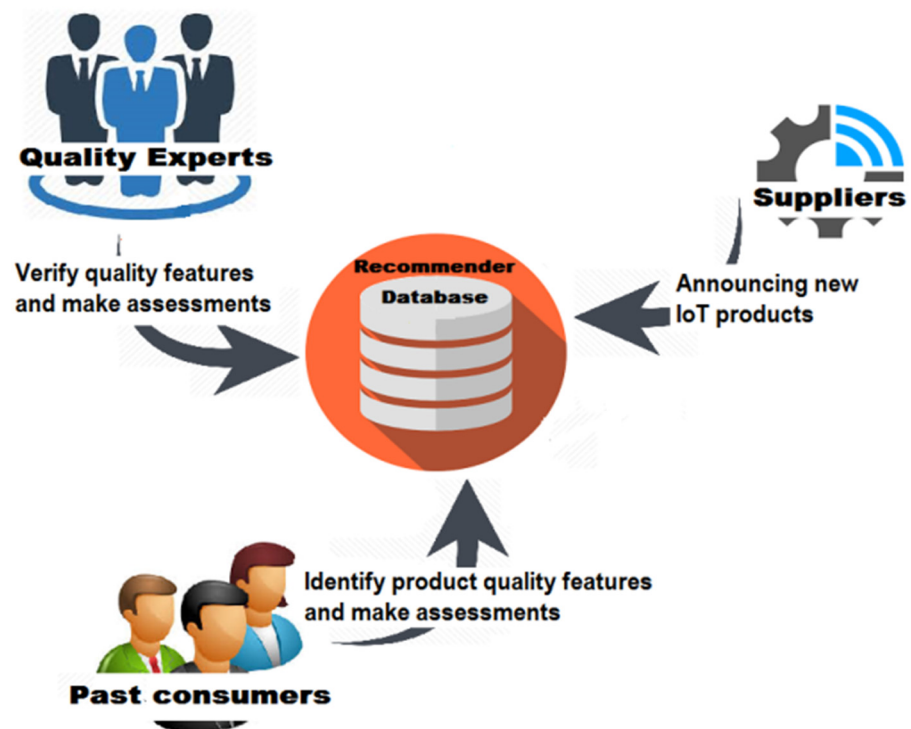 Quality Experts
Verify quality features
and make assessments
Suppliers
Announcing new
IoT products
Recommender
Database
Identify product quality features
and make assessments
Past consumers